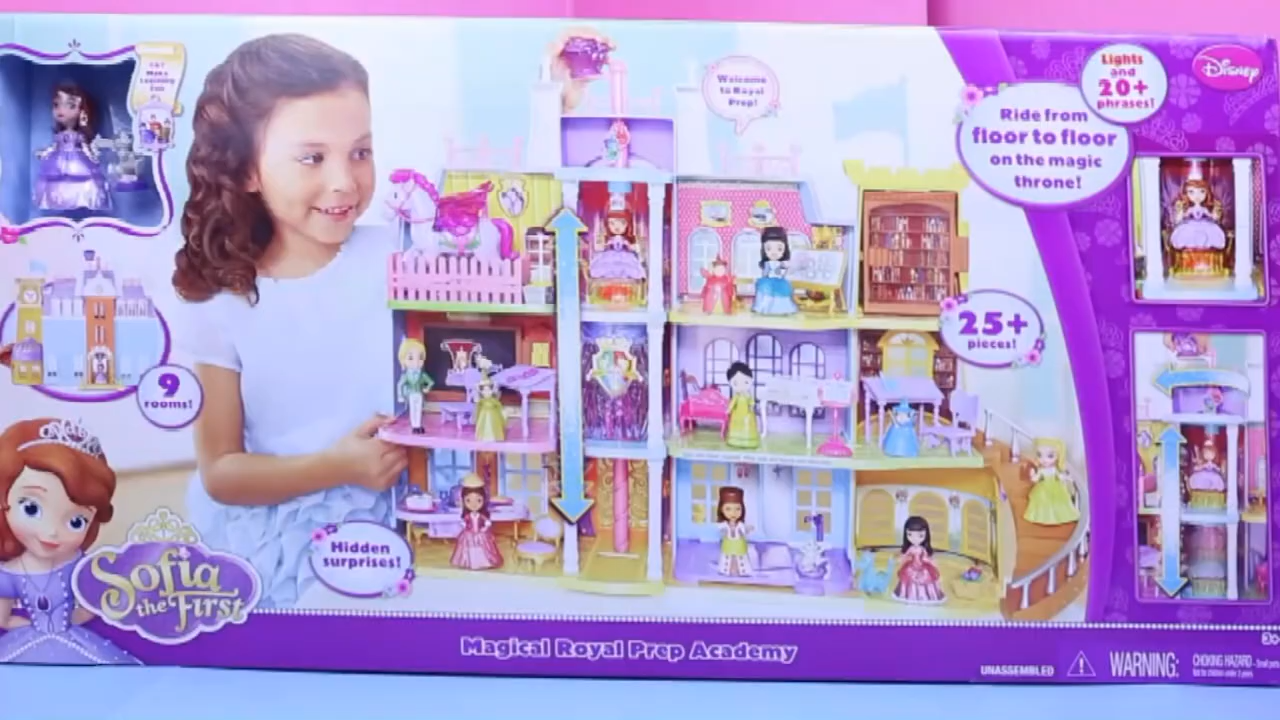 Welcome
to Royal
Prep!
Lights
and
20+
phrases!
Disney
Ride from
floor to floor
on the magic
throne!
25+
pieces!
9
rooms!
Hidden
surprises!
Sofia
the First
Magical Royal Prep Academy
3+
UNASSEMBLED
WARNING:
CHOKING HAZARD